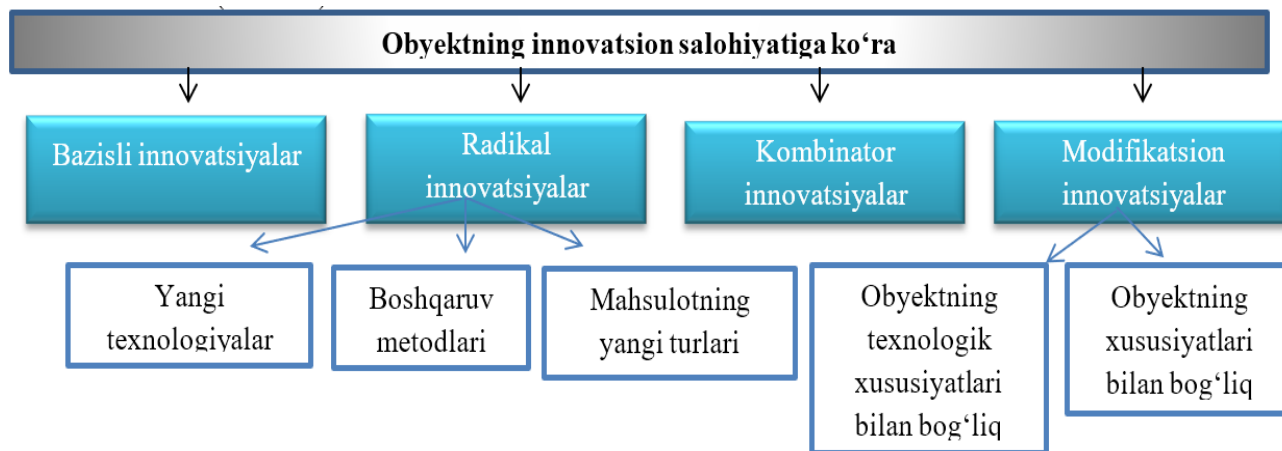 Obyektning innovatsion salohiyatiga ko‘ra
Bazisli innovatsiyalar
Radikal
innovatsiyalar
Kombinator
innovatsiyalar
Modifikatsion
innovatsiyalar
Yangi
texnologiyalar
Boshqaruv
metodlari
Mahsulotning
yangi turlari
Obyektning
texnologik
xususiyatlari
bilan bog‘liq
Obyektning
xususiyatlari
bilan bog‘liq